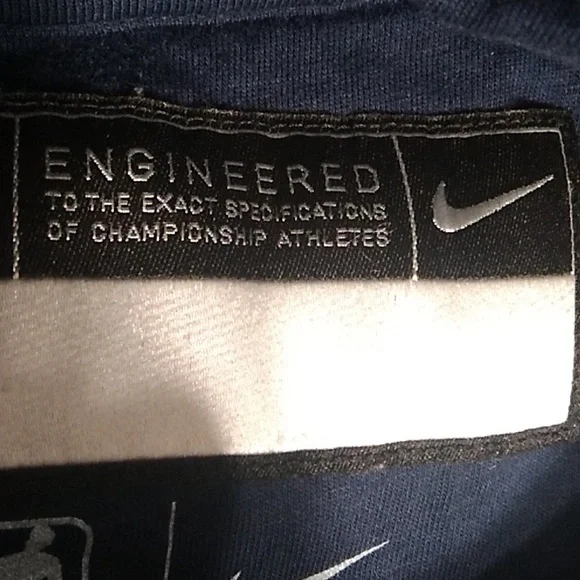 ENGINEERED
TO THE EXACT SPECIFICATIONS
OF CHAMPIONSHIP ATHLETES